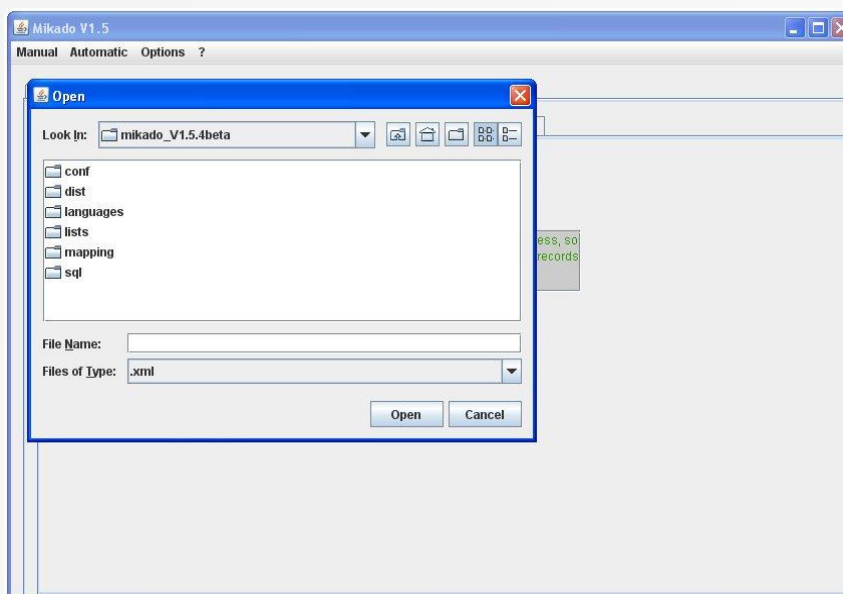 Mikado V1.5
Manual Automatic Options ?
Open
Look In: mikado_V1.5.4beta
conf
dist
languages
lists
mapping
sql
ess, so
records
File Name:
Files of Type: .xml
Open Cancel